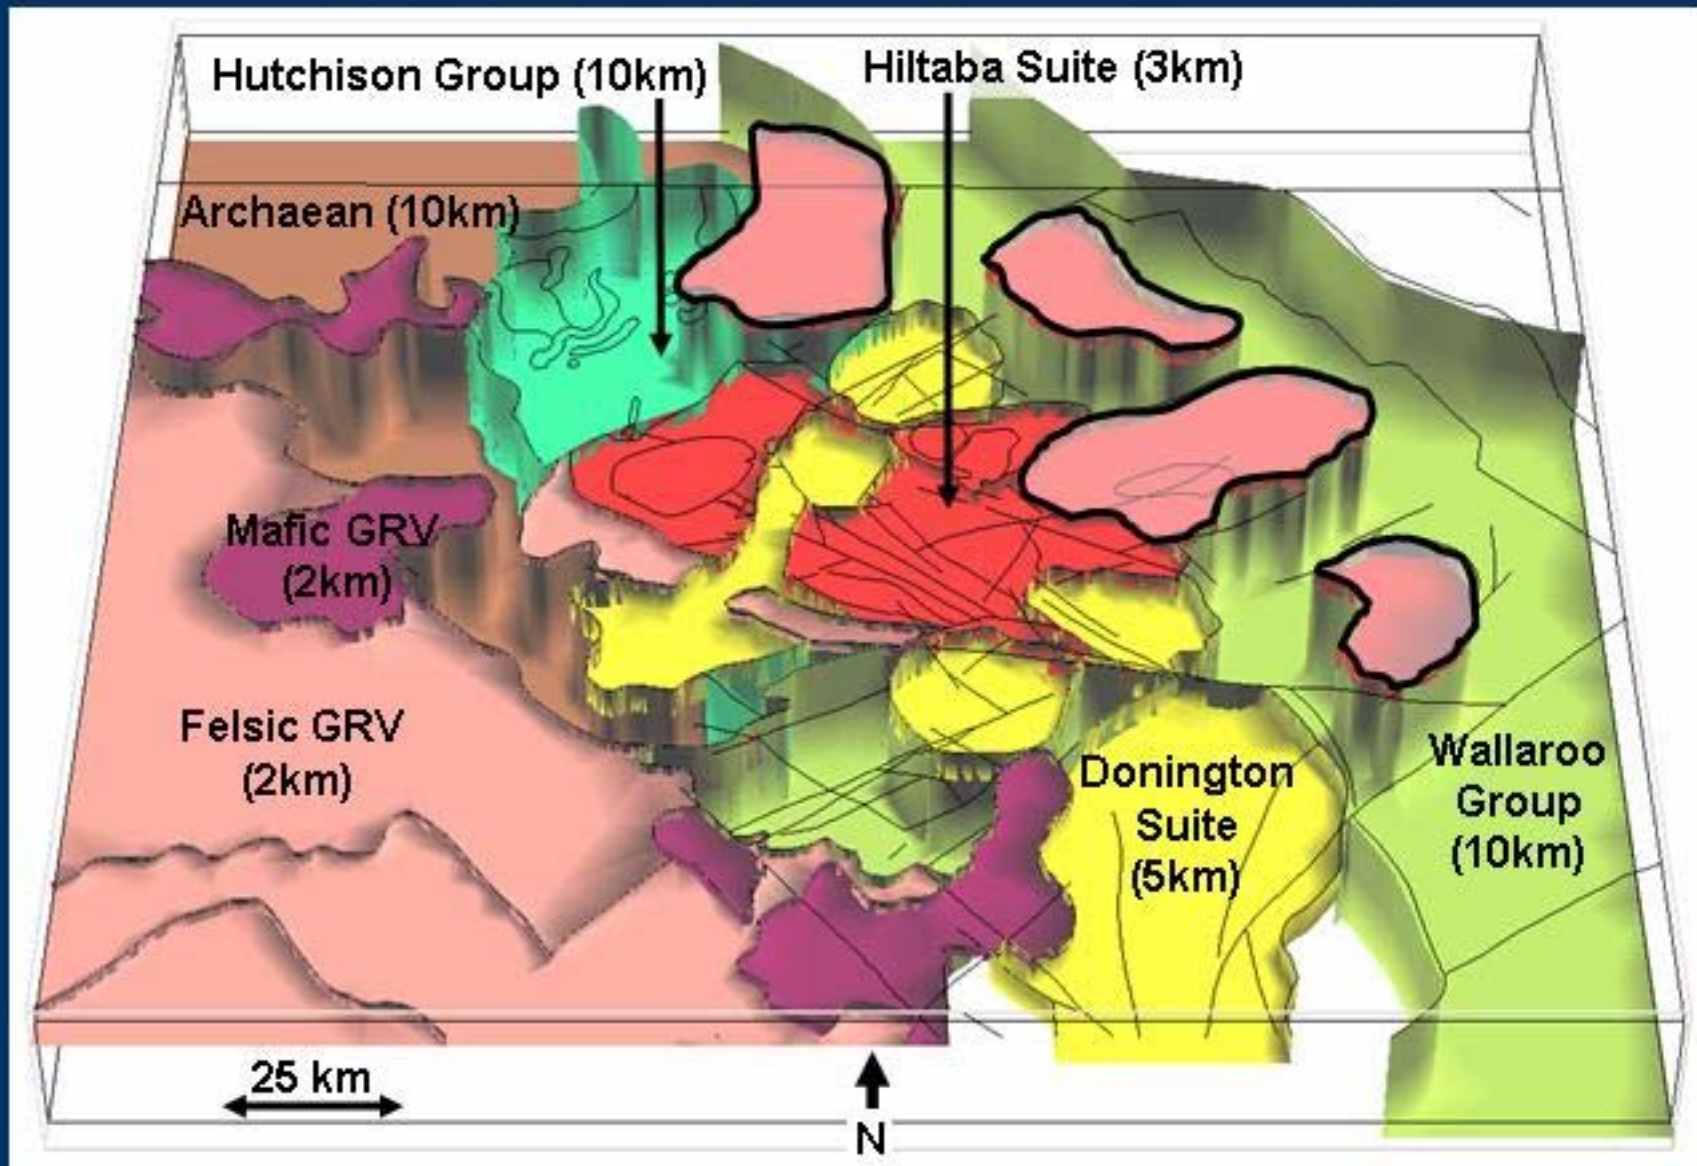 Hutchison Group (10km)
Hiltaba Suite (3km)
Archaean (10km)
Mafic GRV
(2km)
Felsic GRV
(2km)
Donington
Suite
(5km)
Wallaroo
Group
(10km)
25 km
N